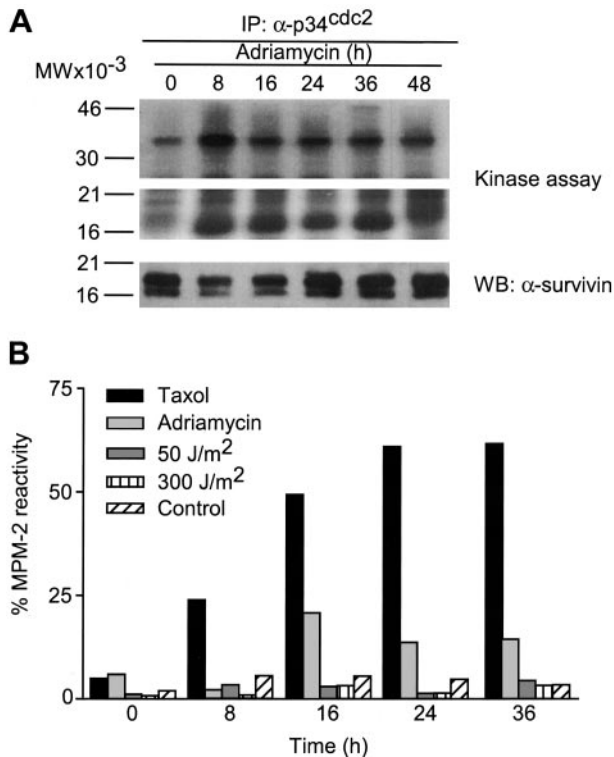 A
IP: α-p34cdc2
Adriamycin (h)
MWx10-3
0 8 16 24 36 48
46
30
21
16
Kinase assay
21
16
WB: α-survivin
B
75
50
25
0
% MPM-2 reactivity
Taxol
Adriamycin
50 J/m2
300 J/m2
Control
0 8 16 24 36
Time (h)